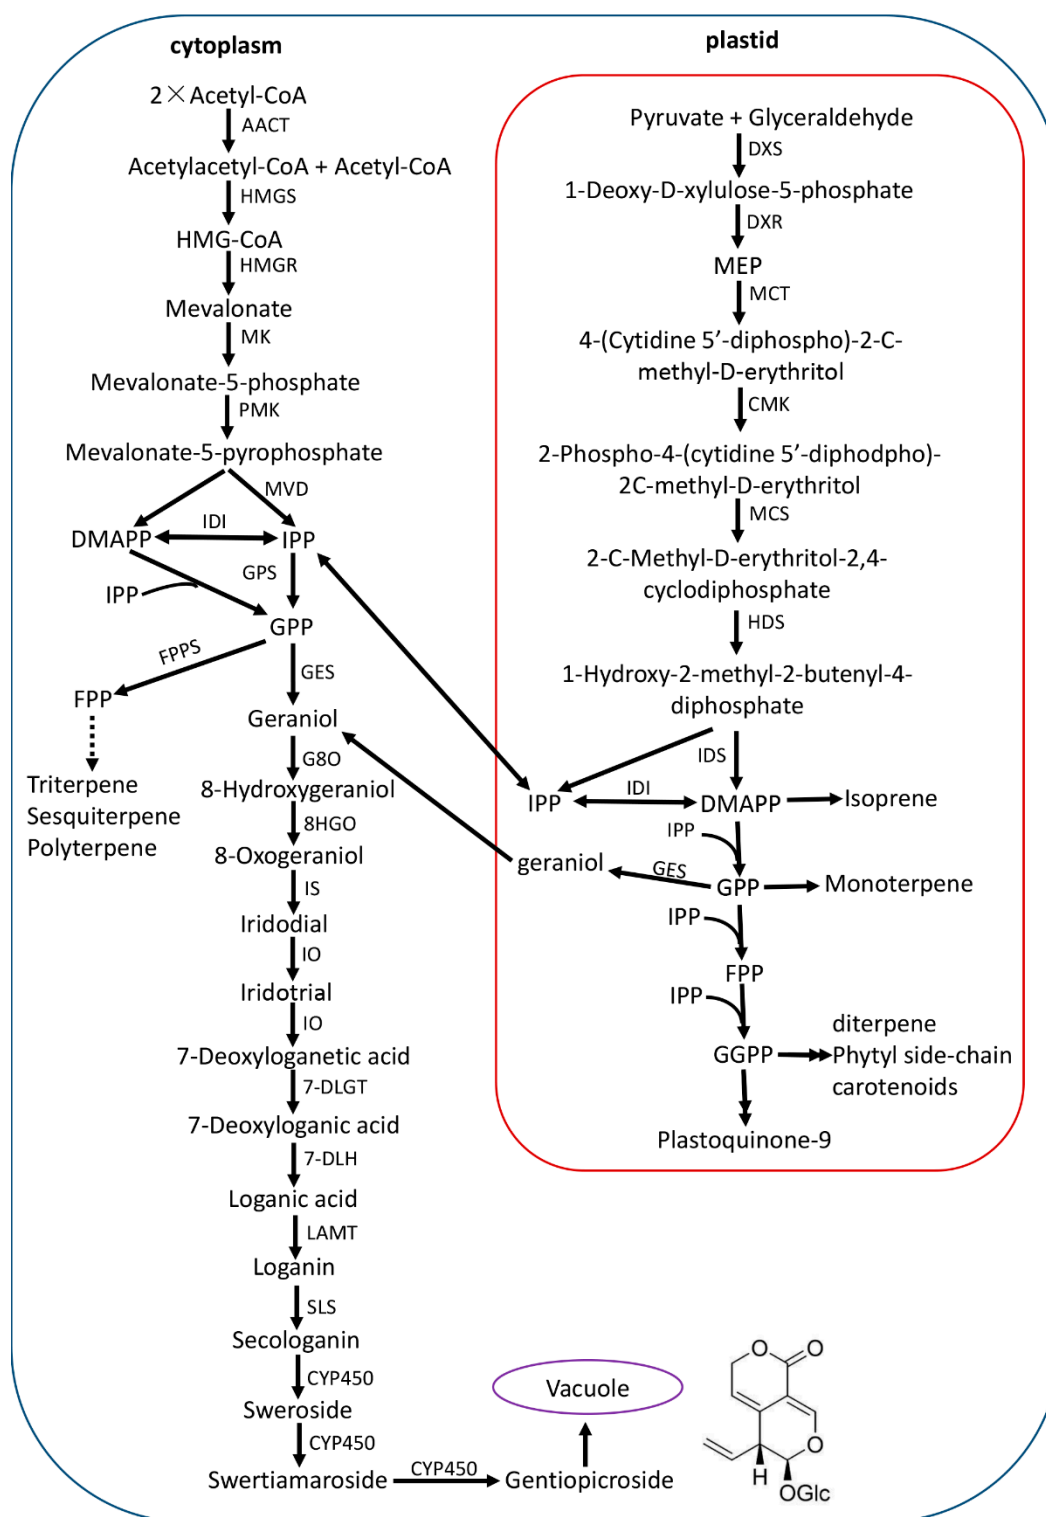 cytoplasm
2×Acetyl-CoA
AACT
Acetylacetyl-CoA + Acetyl-CoA
HMGS
HMG-CoA
HMGR
Mevalonate
MK
Mevalonate-5-phosphate
PMK
Mevalonate-5-pyrophosphate
MVD
DMAPP
IDI
IPP
GPS
IPP
GPP
FPPS
GES
FPP
Geraniol
G8O
Triterpene
Sesquiterpene
Polyterpene
8-Hydroxygeraniol
8HGO
8-Oxogeraniol
IS
Iridodial
IO
Iridotrial
IO
7-Deoxyloganetic acid
7-DLGT
7-Deoxyloganic acid
7-DLH
Loganic acid
LAMT
Loganin
SLS
Secologanin
CYP450
Sweroside
CYP450
Swertiamaroside
CYP450
Gentiopicroside
Vacuole
plastid
Pyruvate + Glyceraldehyde
DXS
1-Deoxy-D-xylulose-5-phosphate
DXR
MEP
MCT
4-(Cytidine 5’-diphospho)-2-C-
methyl-D-erythritol
CMK
2-Phospho-4-(cytidine 5’-diphodpho)-
2C-methyl-D-erythritol
MCS
2-C-Methyl-D-erythritol-2,4-
cyclodiphosphate
HDS
1-Hydroxy-2-methyl-2-butenyl-4-
diphosphate
IDS
IPP
IDI
DMAPP
Isoprene
IPP
geraniol
GES
GPP
Monoterpene
IPP
FPP
IPP
GGPP
diterpene
Phytyl side-chain
carotenoids
Plastoquinone-9
O
O
O
H
OGlc